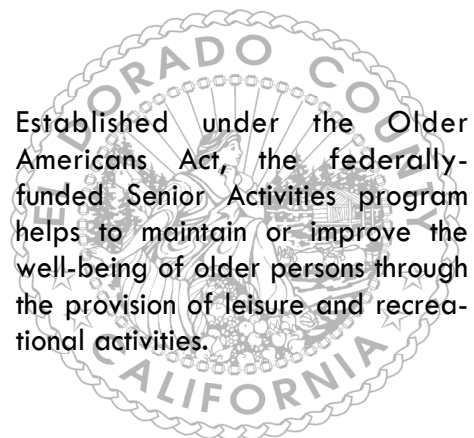 EL DORADO COUNTY
Established under the Older
Americans Act, the federally-
funded Senior Activities program
helps to maintain or improve the
well-being of older persons through
the provision of leisure and recrea-
tional activities.
CALIFORNIA